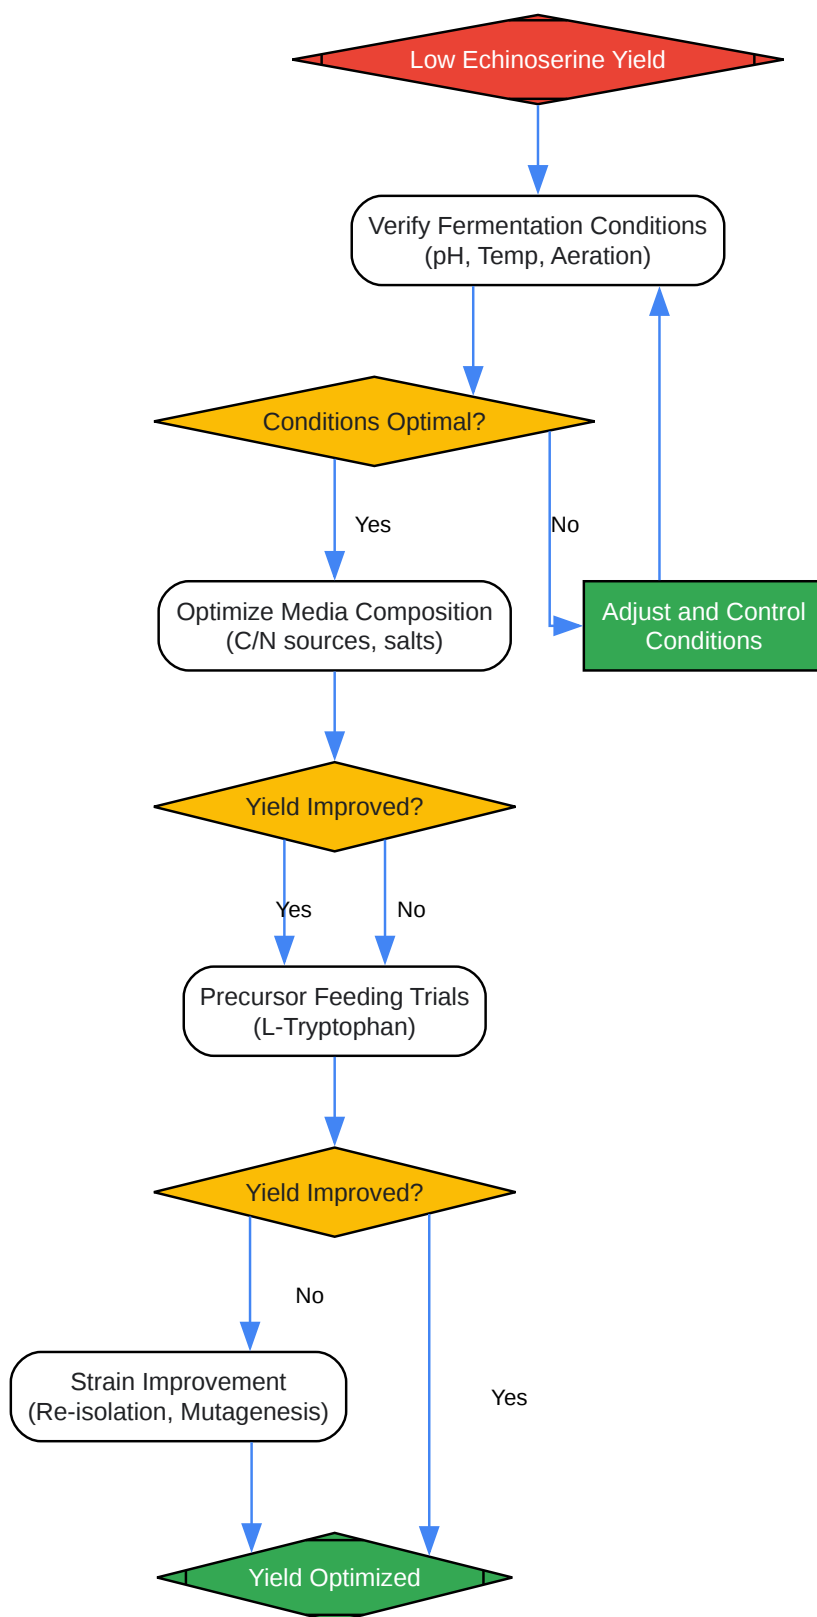 Low Echinoserine Yield
Verify Fermentation Conditions
(pH, Temp, Aeration)
Conditions Optimal?
Yes
No
Optimize Media Composition
(C/N sources, salts)
Adjust and Control
Conditions
Yield Improved?
Yes
No
Precursor Feeding Trials
(L-Tryptophan)
Yield Improved?
No
Strain Improvement
(Re-isolation, Mutagenesis)
Yes
Yield Optimized